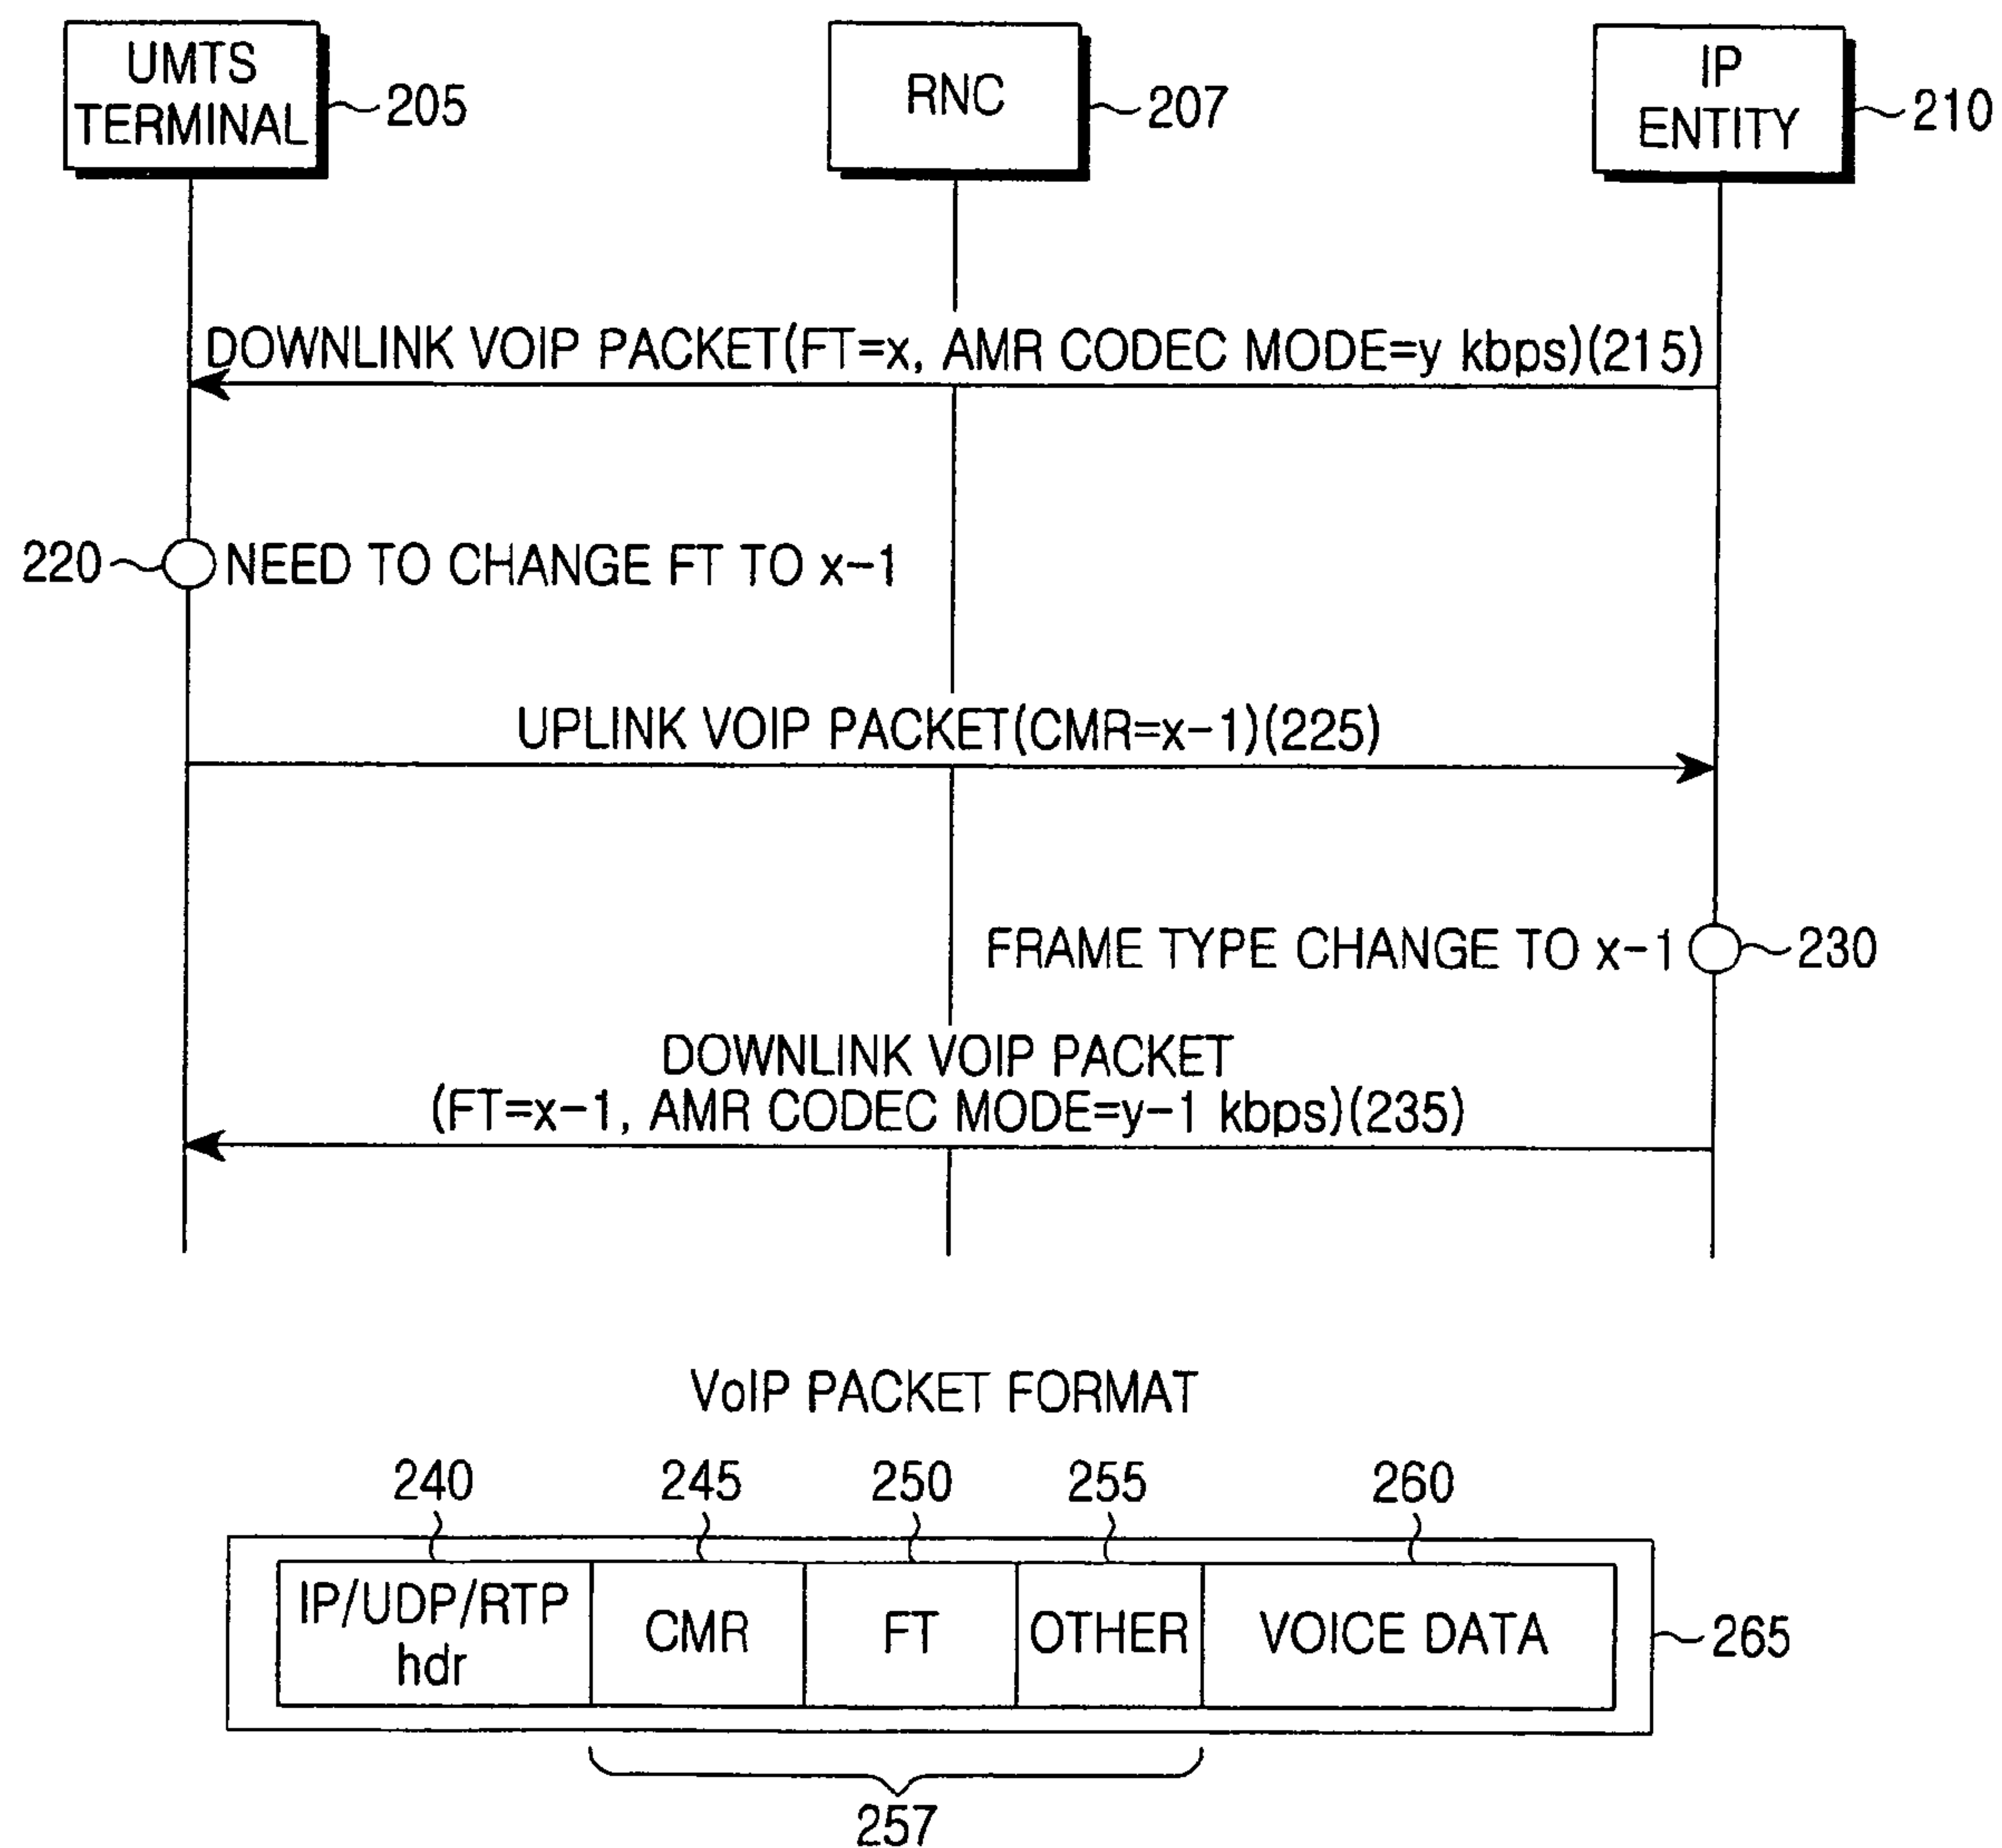 UMTS
TERMINAL
205
RNC
207
IP
ENTITY
210
DOWNLINK VOIP PACKET(FT=x, AMR CODEC MODE=y kbps)(215)
220
NEED TO CHANGE FT TO x-1
UPLINK VOIP PACKET(CMR=x-1)(225)
FRAME TYPE CHANGE TO x-1
230
DOWNLINK VOIP PACKET
(FT=x-1, AMR CODEC MODE=y-1 kbps)(235)
VoIP PACKET FORMAT
240
245
250
255
260
IP/UDP/RTP
hdr
CMR
FT
OTHER
VOICE DATA
265
257